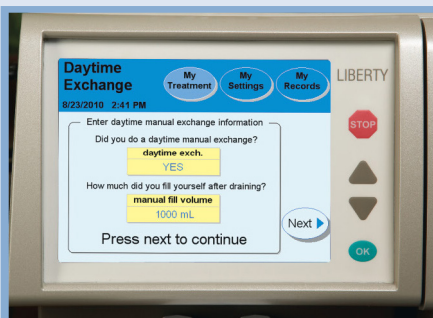 Daytime
Exchange
My
Treatment
My
Settings
My
Records
8/23/2010 2:41 PM
Enter daytime manual exchange information
Did you do a daytime manual exchange?
daytime exch.
YES
How much did you fill yourself after draining?
manual fill volume
1000 mL
Next
Press next to continue
LIBERTY
STOP
OK